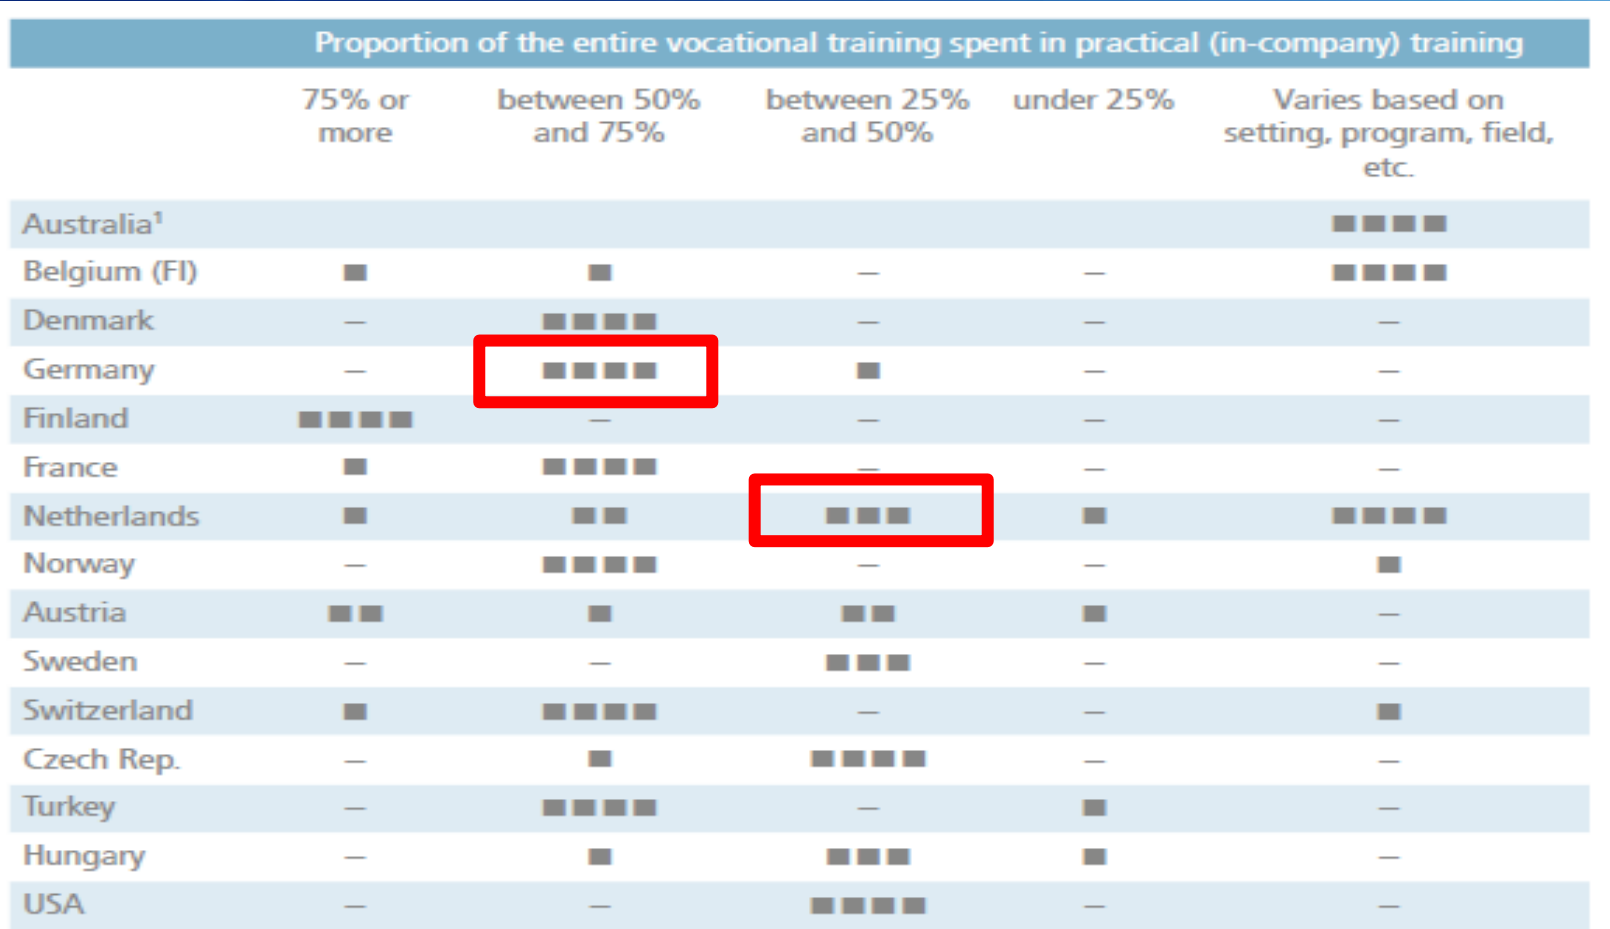 Proportion of the entire vocational training spent in practical (in-company) training
75% or more between 50% and 75% between 25% and 50% under 25% Varies based on setting, program, field, etc.
Australia¹ ■■■■
Belgium (Fl) ■ ■ – – ■■■■
Denmark – ■■■■ – – –
Germany – ■■■■ ■ – –
Finland ■■■■ – – – –
France ■ ■■■■ – – –
Netherlands ■ ■■ ■■■ ■ ■■■■
Norway – ■■■■ – – ■
Austria ■■ ■ ■■ ■ –
Sweden – – ■■■ – –
Switzerland ■ ■■■■ – – ■
Czech Rep. – ■ ■■■■ – –
Turkey – ■■■■ – ■ –
Hungary – ■ ■■■ ■ –
USA – – ■■■■ – –